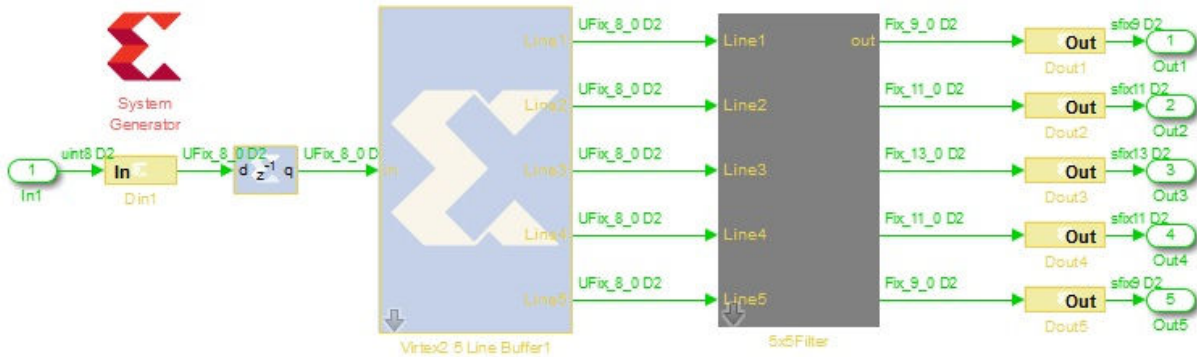 System
Generator
1
In1
uint8 D2
In
Din1
UFix_8_0 D2
d z-1 q
UFix_8_0 D
in
Line1
Line2
Line3
Line4
Line5
Virtex2 5 Line Buffer1
UFix_8_0 D2
UFix_8_0 D2
UFix_8_0 D2
UFix_8_0 D2
UFix_8_0 D2
Line1
Line2
Line3
Line4
Line5
out
5x5Filter
Fix_9_0 D2
Out
Dout1
sfix9 D2
1
Out1
Fix_11_0 D2
Out
Dout2
sfix11 D2
2
Out2
Fix_13_0 D2
Out
Dout3
sfix13 D2
3
Out3
Fix_11_0 D2
Out
Dout4
sfix11 D2
4
Out4
Fix_9_0 D2
Out
Dout5
sfix9 D2
5
Out5